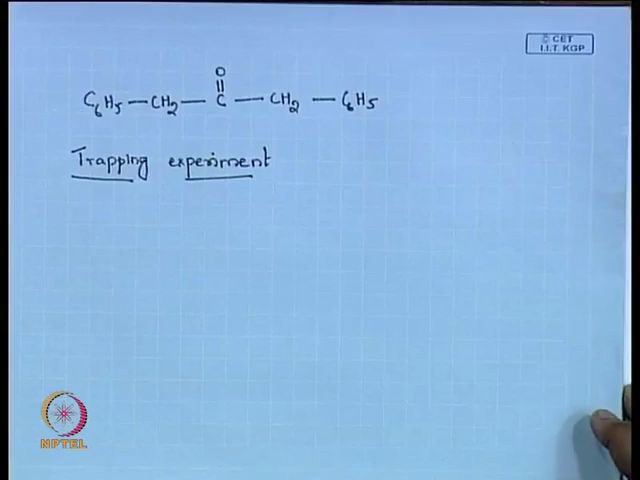 © CET
I.I.T. KGP
O
||
C6H5 — CH2 — C — CH2 — C6H5
Trapping experiment
NPTEL